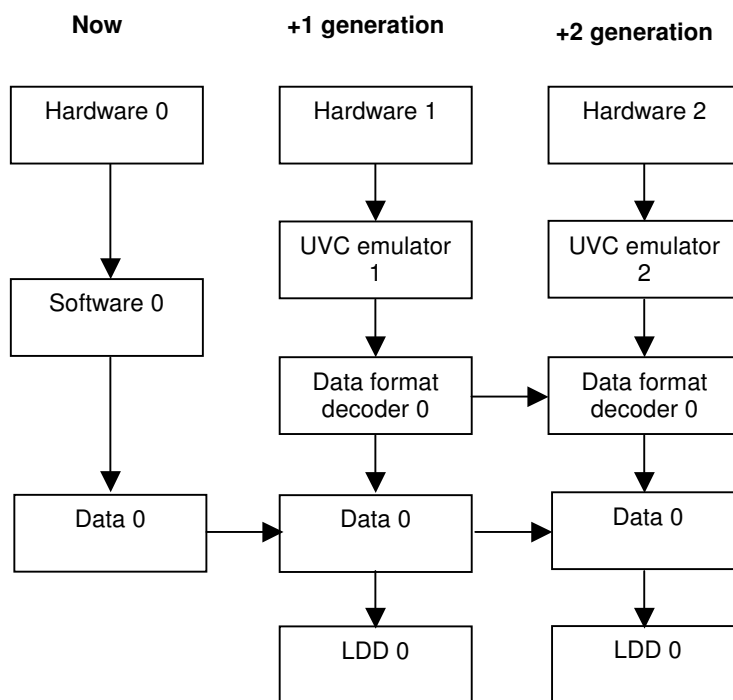 Now
+1 generation
+2 generation
Hardware 0
Hardware 1
Hardware 2
UVC emulator
1
UVC emulator
2
Software 0
Data format
decoder 0
Data format
decoder 0
Data 0
Data 0
Data 0
LDD 0
LDD 0